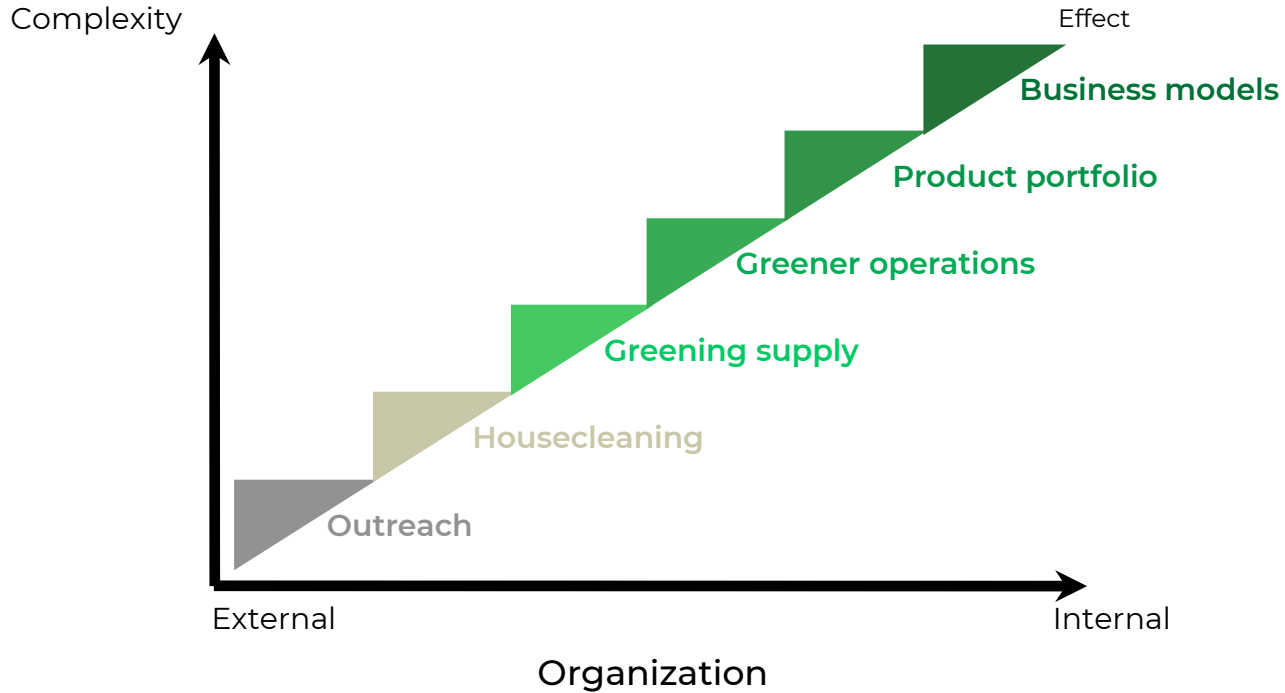 Complexity
Effect
Business models
Product portfolio
Greener operations
Greening supply
Housecleaning
Outreach
External
Internal
Organization